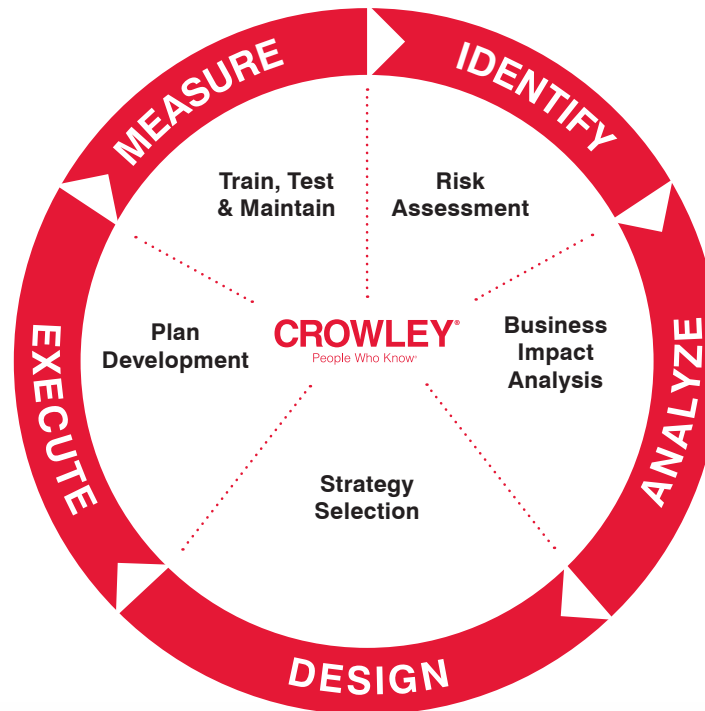 IDENTIFY
ANALYZE
DESIGN
EXECUTE
MEASURE
Risk
Assessment
Business
Impact
Analysis
Strategy
Selection
Plan
Development
Train, Test
& Maintain
CROWLEY®
People Who Know®